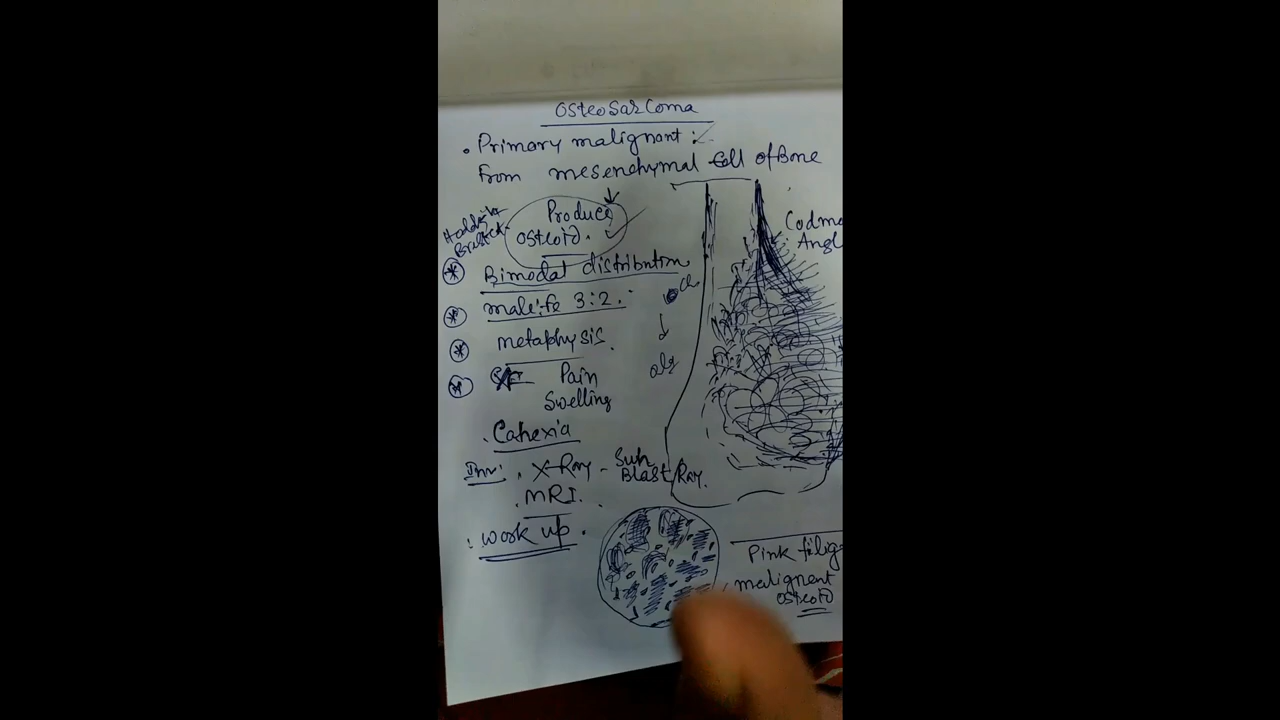 Osteosarcoma
. Primary malignant :
From mesenchymal Cell of Bone
Produce
osteoid.
Codma
Angl
Bimodal distribution
male:fe 3:2.
metaphysis.
Pain
Swelling
. Cahexia
Inv: . X-Ray - Sun
Blast Ray.
. MRI.
. work up .
Pink filig
malignent
osteoid